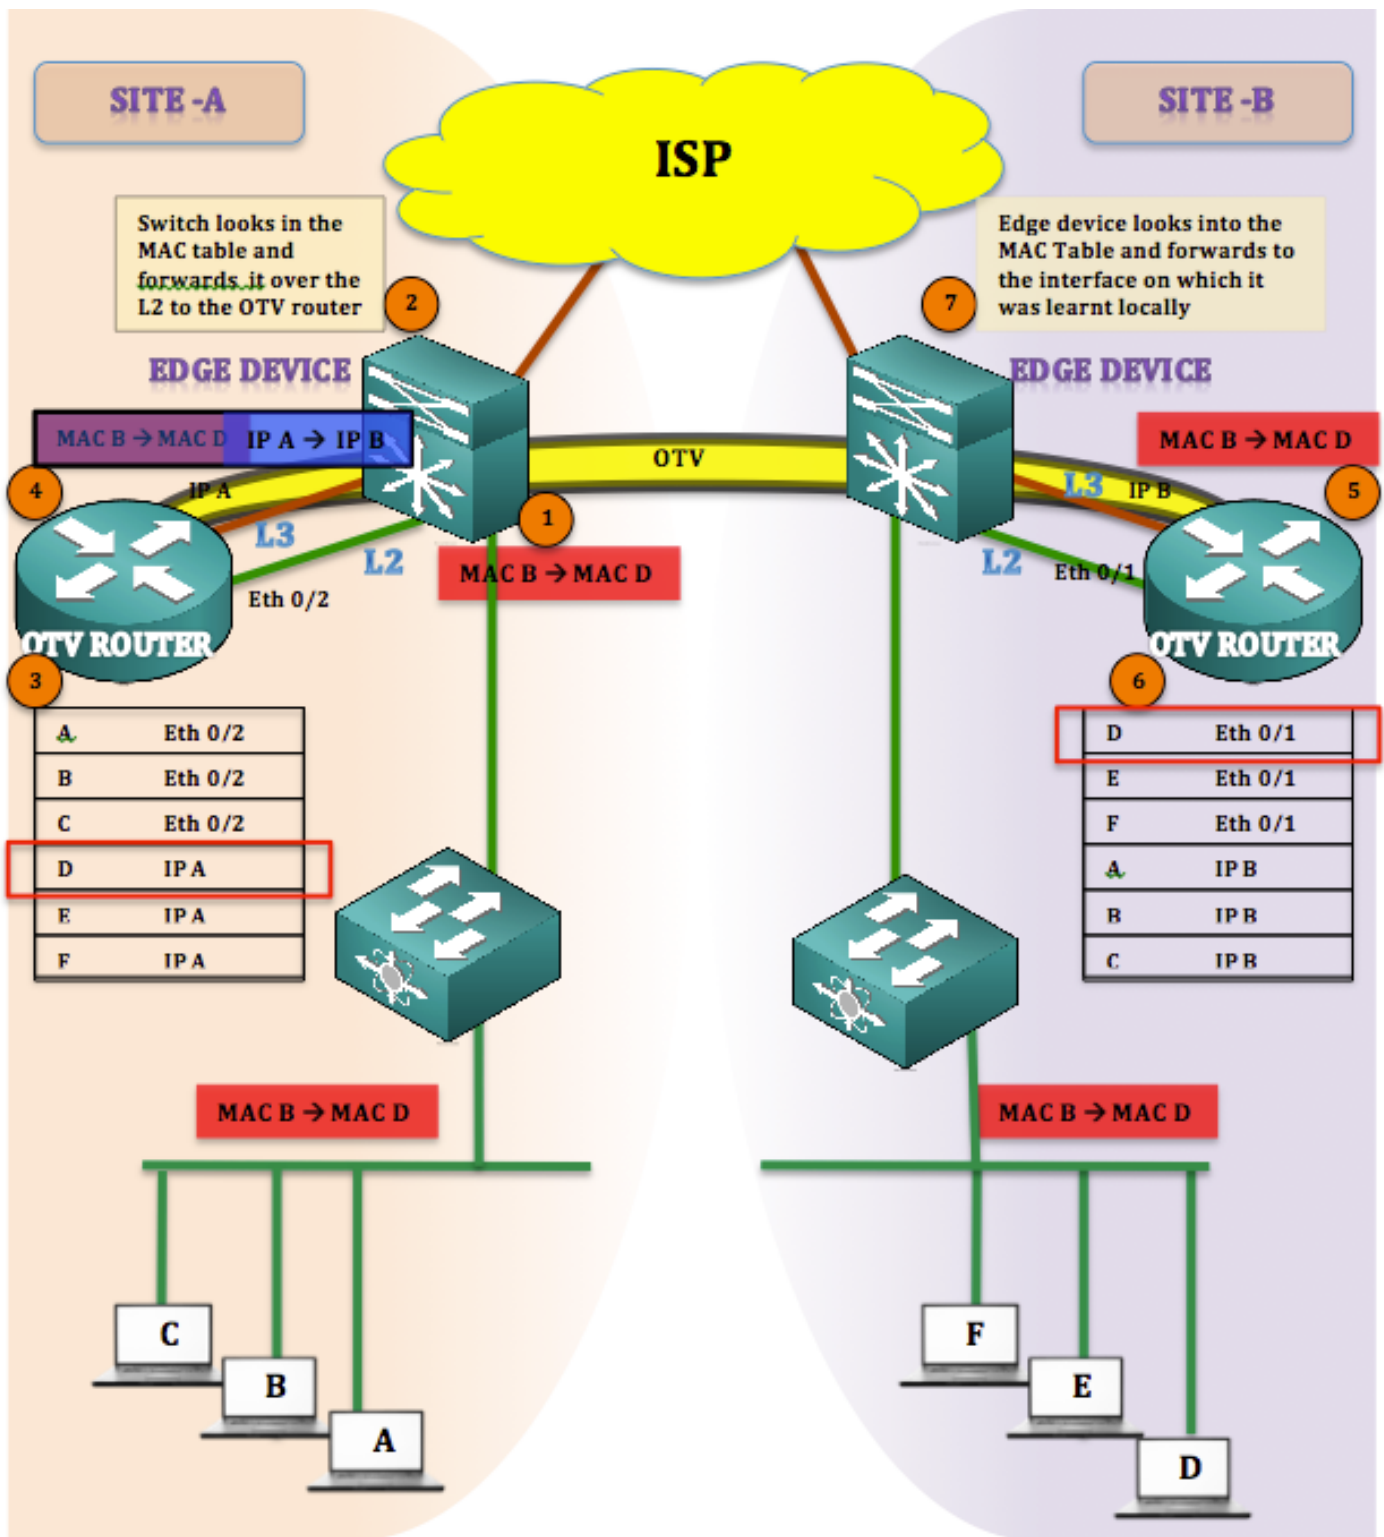 SITE -A
SITE -B
ISP
Switch looks in the
MAC table and
forwards it over the
L2 to the OTV router
2
7
Edge device looks into the
MAC Table and forwards to
the interface on which it
was learnt locally
EDGE DEVICE
EDGE DEVICE
MAC B → MAC D IP A → IP B
OTV
MAC B → MAC D
4
IP A
L3
L2
Eth 0/2
1
MAC B → MAC D
L3
IP B
5
L2
Eth 0/1
OTV ROUTER
OTV ROUTER
3
A Eth 0/2
B Eth 0/2
C Eth 0/2
D IP A
E IP A
F IP A
6
D Eth 0/1
E Eth 0/1
F Eth 0/1
A IP B
B IP B
C IP B
MAC B → MAC D
MAC B → MAC D
C
B
A
F
E
D